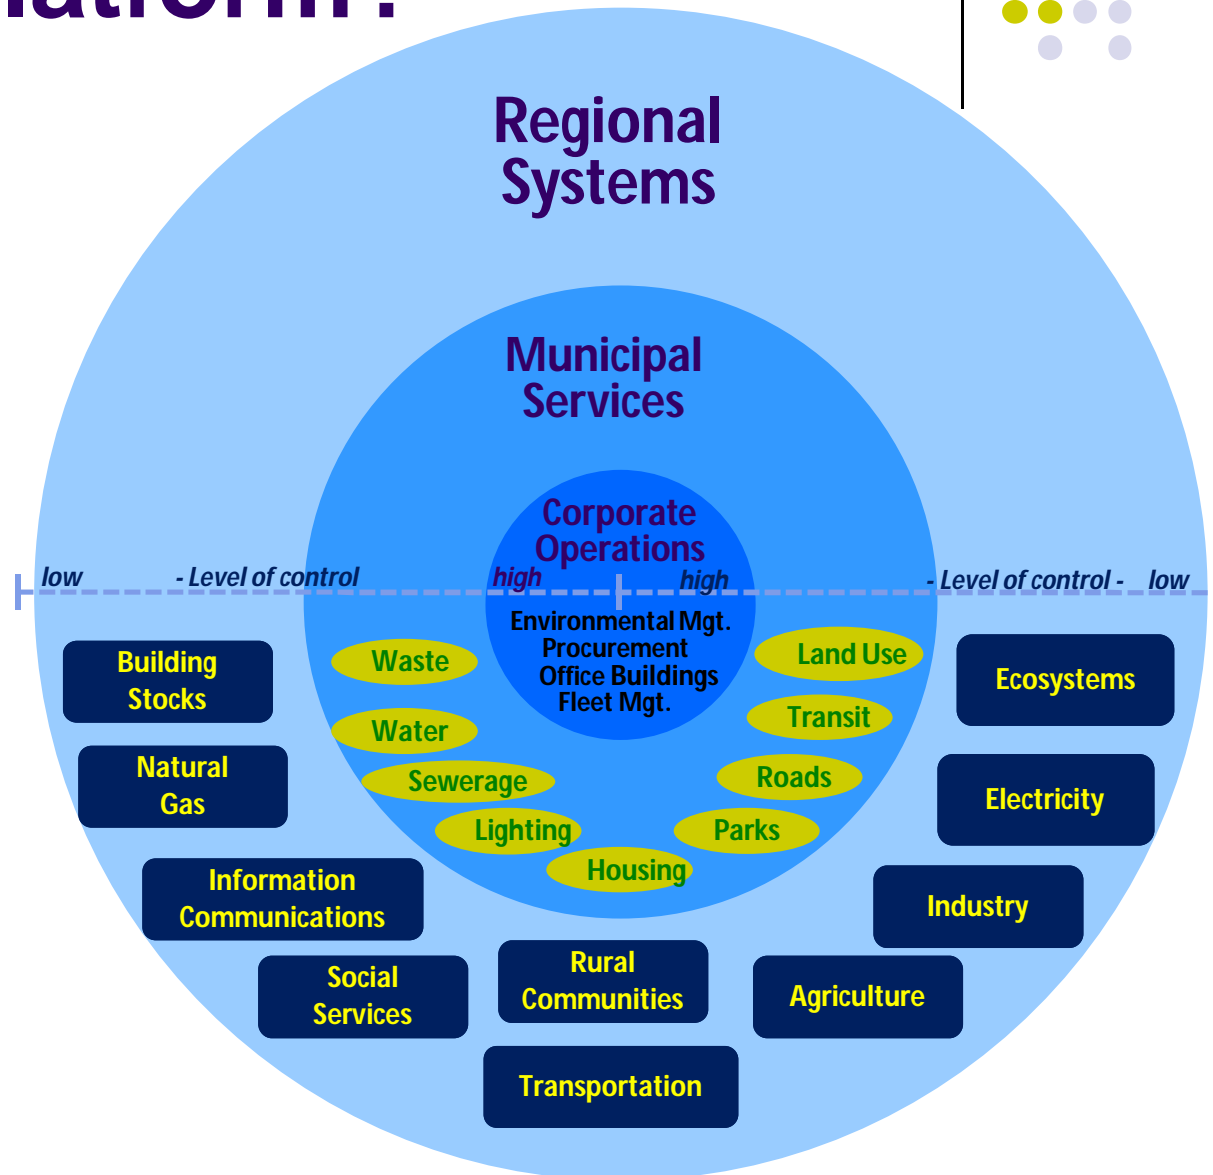 latform?
Regional
Systems
Municipal
Services
Corporate
Operations
low - Level of control high high - Level of control - low
Environmental Mgt.
Procurement
Office Buildings
Fleet Mgt.
Waste
Water
Sewerage
Lighting
Housing
Parks
Roads
Transit
Land Use
Building
Stocks
Natural
Gas
Information
Communications
Social
Services
Rural
Communities
Transportation
Agriculture
Industry
Electricity
Ecosystems